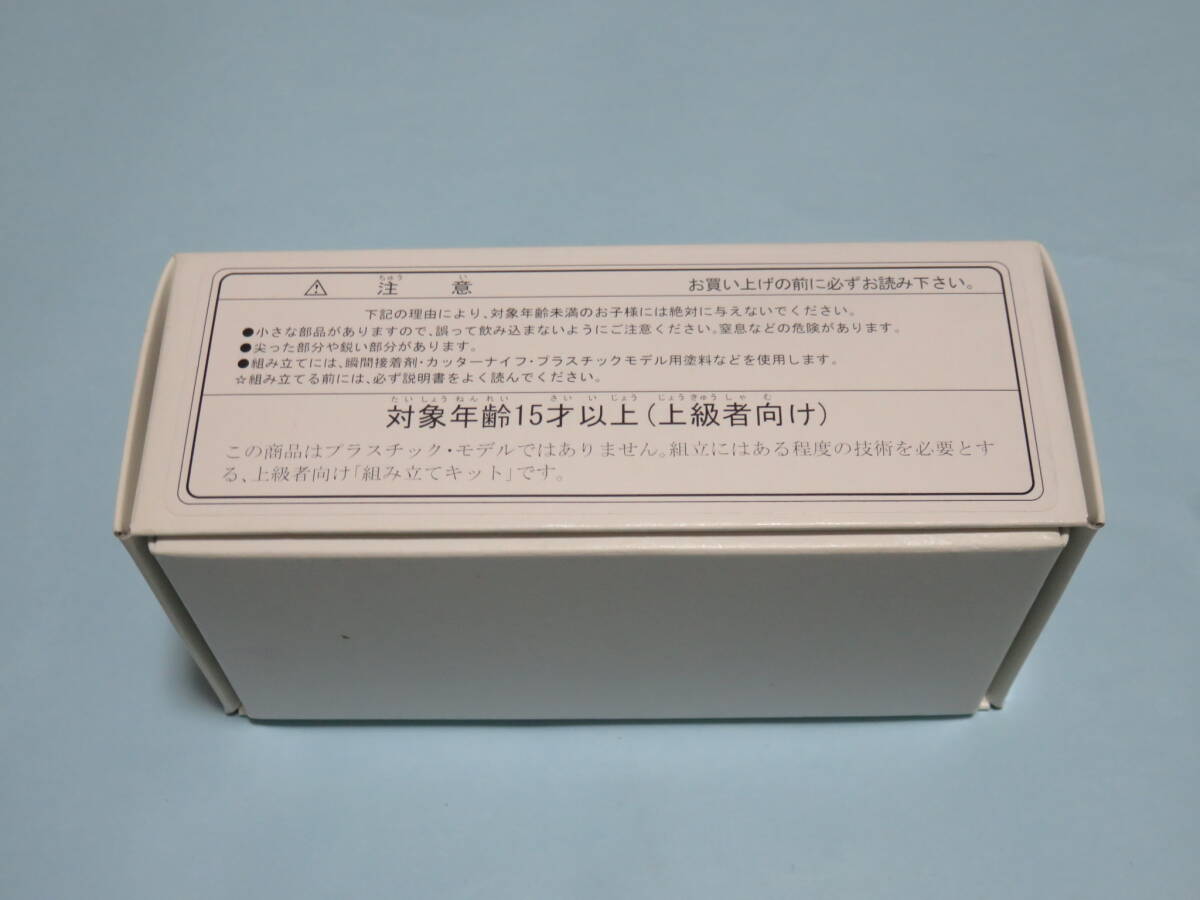 ⚠ 注意 お買い上げの前に必ずお読み下さい。
下記の理由により、対象年齢未満のお子様には絶対に与えないでください。
●小さな部品がありますので、誤って飲み込まないようにご注意ください。窒息などの危険があります。
●尖った部分や鋭い部分があります。
●組み立てには、瞬間接着剤・カッターナイフ・プラスチックモデル用塗料などを使用します。
☆組み立てる前には、必ず説明書をよく読んでください。
対象年齢15才以上(上級者向け)
この商品はプラスチック・モデルではありません。組立にはある程度の技術を必要とす
る、上級者向け「組み立てキット」です。